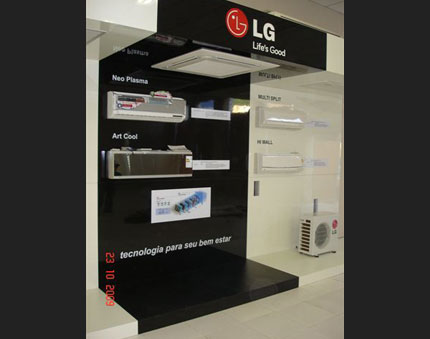 LG
Life's Good
Neo Plasma
MULTI SPLIT
Art Cool
HI WALL
tecnologia para seu bem estar
LG
23 10 2009